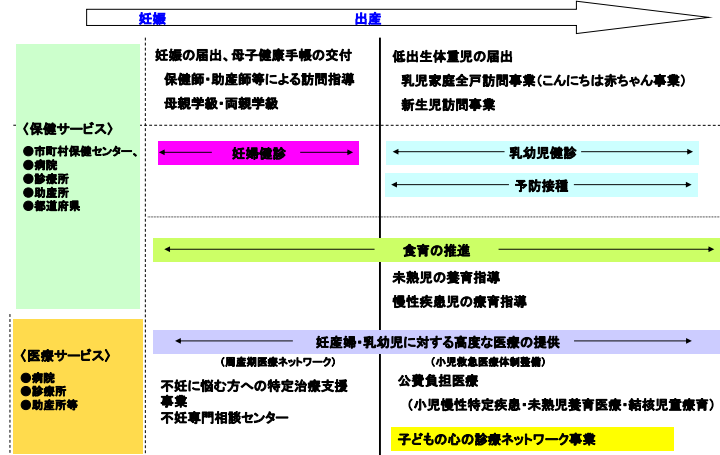 妊娠 出産
妊娠の届出、母子健康手帳の交付
保健師・助産師等による訪問指導
母親学級・両親学級
低出生体重児の届出
乳児家庭全戸訪問事業(こんにちは赤ちゃん事業)
新生児訪問事業
〈保健サービス〉
●市町村保健センター、
●病院
●診療所
●助産所
●都道府県
妊婦健診
乳幼児健診
予防接種
食育の推進
未熟児の養育指導
慢性疾患児の療育指導
〈医療サービス〉
●病院
●診療所
●助産所等
妊産婦・乳幼児に対する高度な医療の提供
(周産期医療ネットワーク)
(小児救急医療体制整備)
不妊に悩む方への特定治療支援
事業
不妊専門相談センター
公費負担医療
(小児慢性特定疾患・未熟児養育医療・結核児童療育)
子どもの心の診療ネットワーク事業